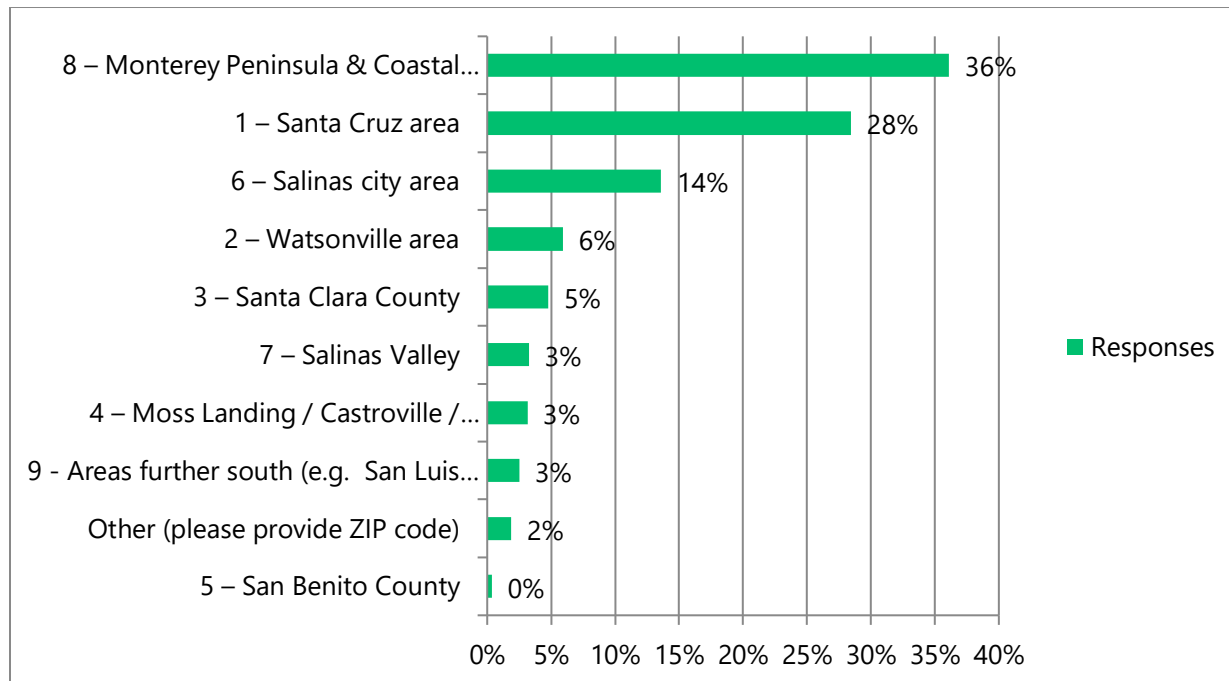 8 – Monterey Peninsula & Coastal... 36%
1 – Santa Cruz area 28%
6 – Salinas city area 14%
2 – Watsonville area 6%
3 – Santa Clara County 5%
7 – Salinas Valley 3%
4 – Moss Landing / Castroville /... 3%
9 - Areas further south (e.g.  San Luis... 3%
Other (please provide ZIP code) 2%
5 – San Benito County 0%
0% 5% 10% 15% 20% 25% 30% 35% 40%
Responses